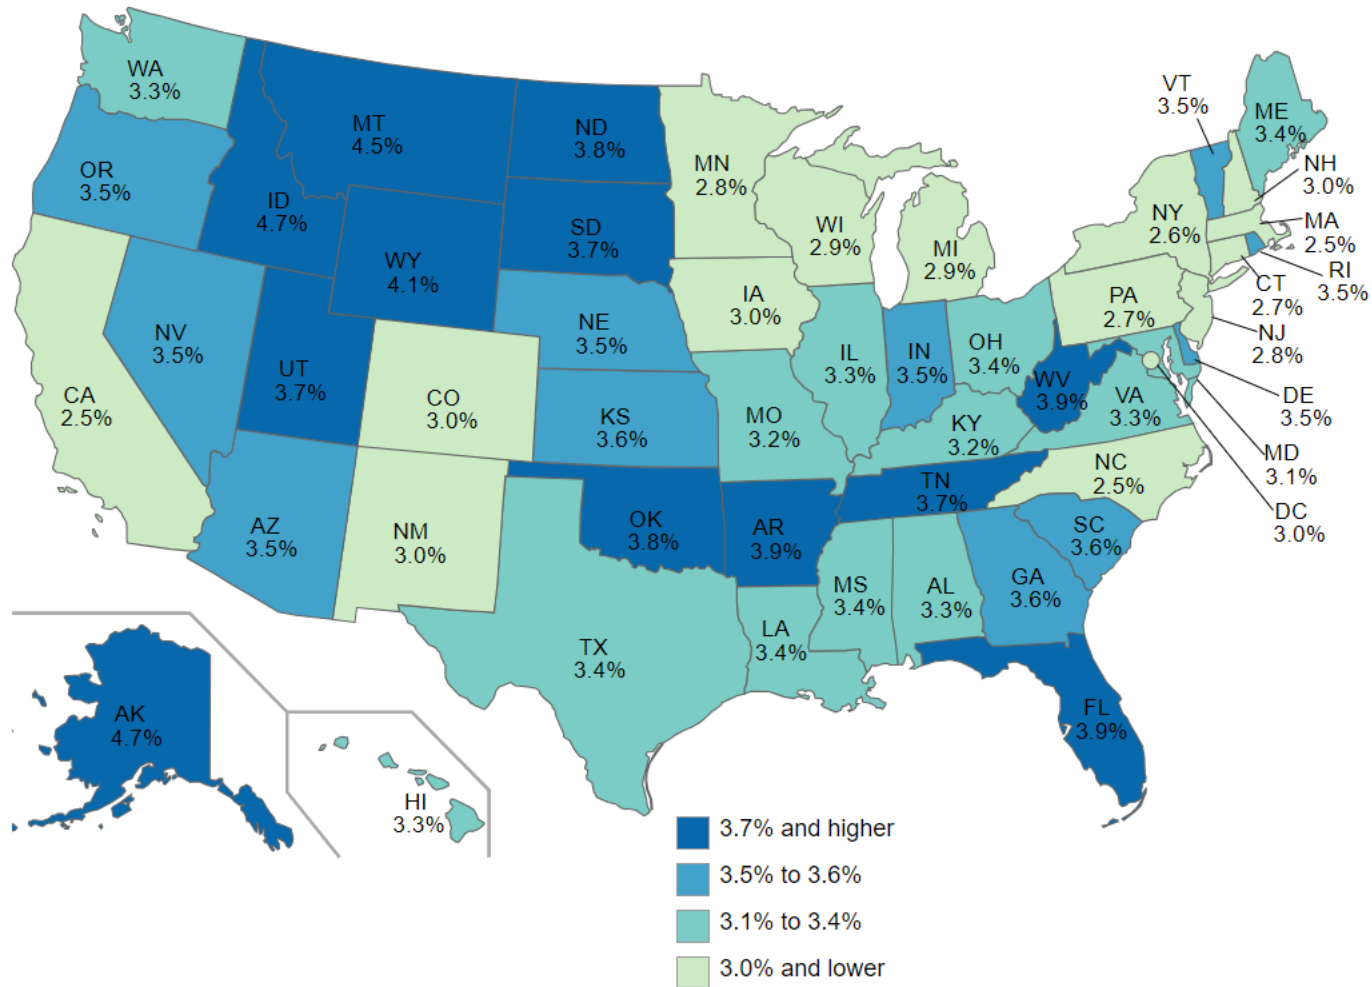 WA
3.3%
OR
3.5%
CA
2.5%
NV
3.5%
ID
4.7%
MT
4.5%
WY
4.1%
UT
3.7%
AZ
3.5%
CO
3.0%
NM
3.0%
ND
3.8%
SD
3.7%
NE
3.5%
KS
3.6%
OK
3.8%
TX
3.4%
MN
2.8%
IA
3.0%
MO
3.2%
AR
3.9%
LA
3.4%
WI
2.9%
IL
3.3%
MS
3.4%
MI
2.9%
IN
3.5%
OH
3.4%
KY
3.2%
TN
3.7%
AL
3.3%
GA
3.6%
FL
3.9%
SC
3.6%
NC
2.5%
VA
3.3%
WV
3.9%
PA
2.7%
NY
2.6%
VT
3.5%
ME
3.4%
NH
3.0%
MA
2.5%
RI
3.5%
CT
2.7%
NJ
2.8%
DE
3.5%
MD
3.1%
DC
3.0%
AK
4.7%
HI
3.3%
3.7% and higher
3.5% to 3.6%
3.1% to 3.4%
3.0% and lower